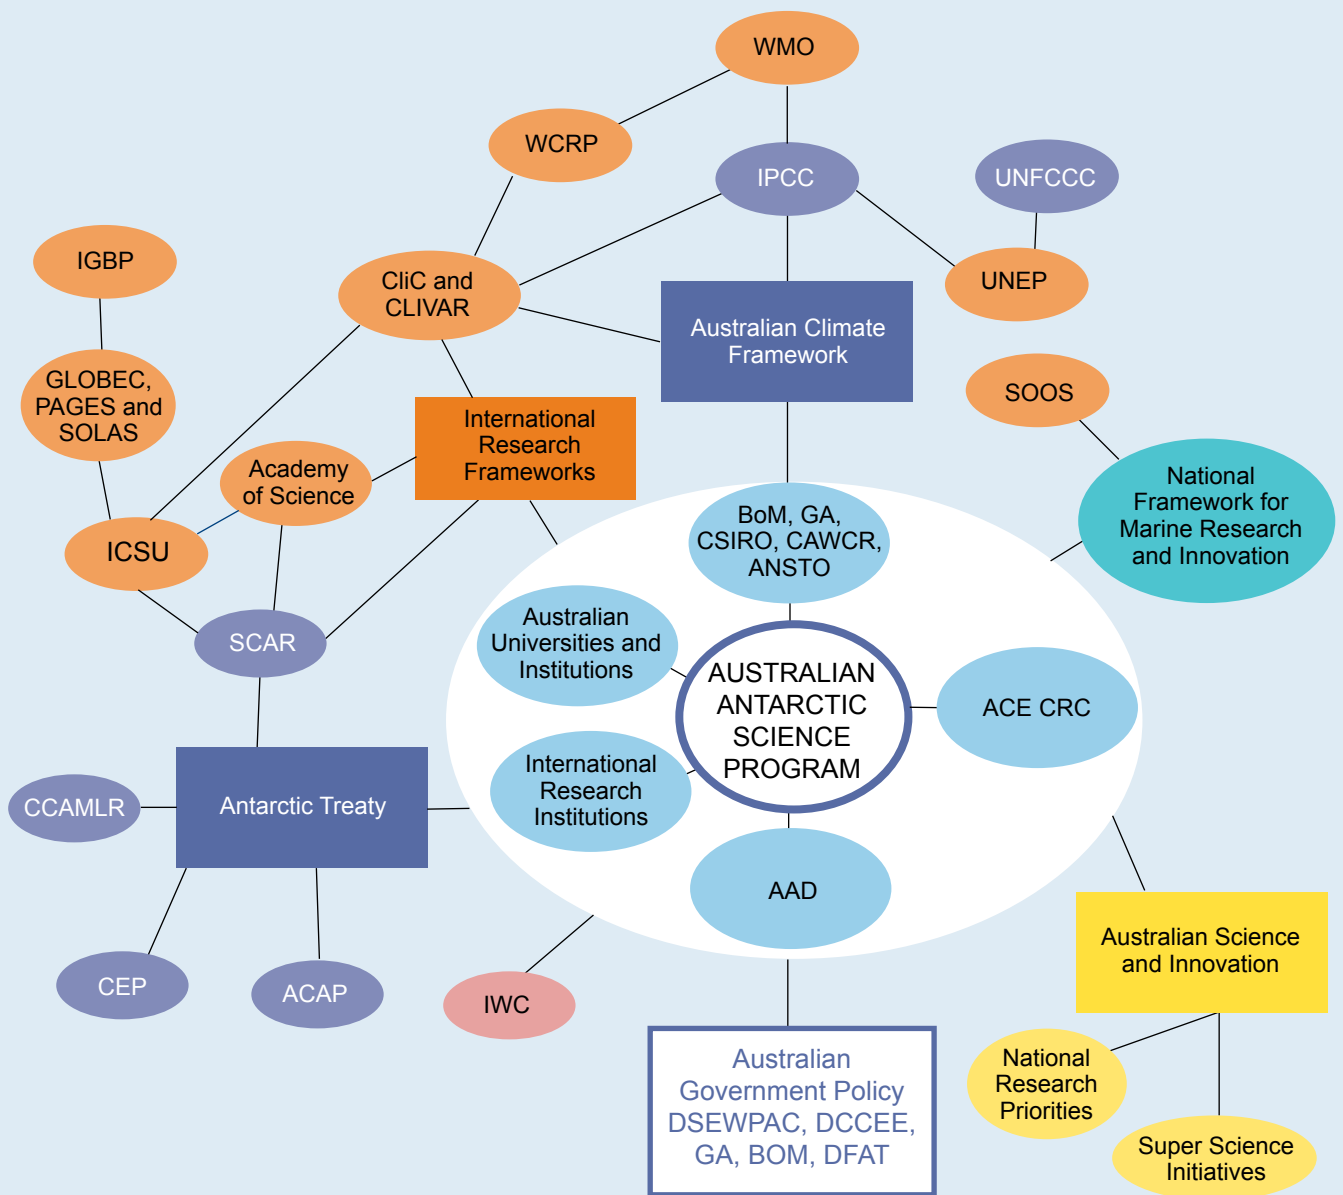 WMO
WCRP
IPCC
UNFCCC
IGBP
CliC and
CLIVAR
UNEP
Australian Climate
Framework
GLOBEC,
PAGES and
SOLAS
SOOS
International
Research
Frameworks
Academy
of Science
National
Framework for
Marine Research
and Innovation
ICSU
BoM, GA,
CSIRO, CAWCR,
ANSTO
SCAR
Australian
Universities and
Institutions
AUSTRALIAN
ANTARCTIC
SCIENCE
PROGRAM
ACE CRC
International
Research
Institutions
CCAMLR
Antarctic Treaty
AAD
Australian Science
and Innovation
CEP
ACAP
IWC
Australian
Government Policy
DSEWPAC, DCCEE,
GA, BOM, DFAT
National
Research
Priorities
Super Science
Initiatives